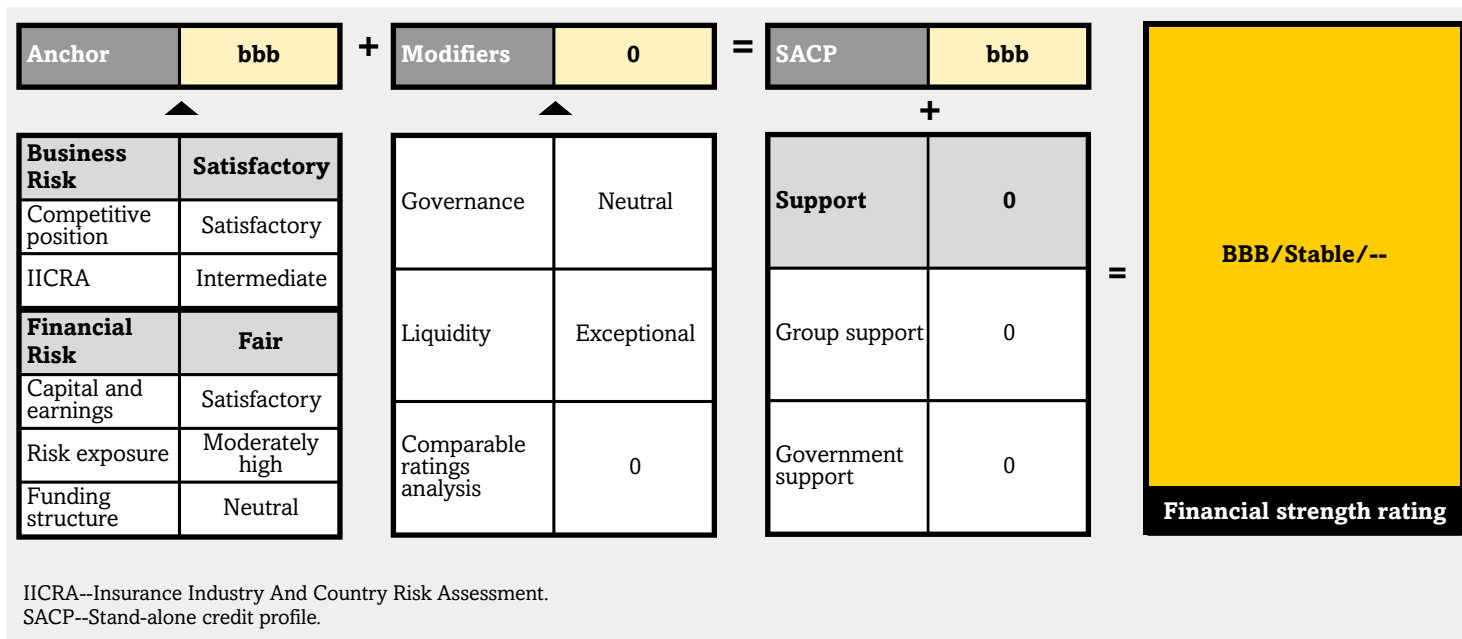 Anchor bbb + Modifiers 0 = SACP bbb
+
Business
Risk
Satisfactory
Competitive
position
Satisfactory
IICRA Intermediate
Financial
Risk
Fair
Capital and
earnings
Satisfactory
Risk exposure
Moderately
high
Funding
structure
Neutral
Governance Neutral
Liquidity Exceptional
Comparable
ratings
analysis
0
Support 0
Group support 0
Government
support
0
=
BBB/Stable/--
Financial strength rating
IICRA--Insurance Industry And Country Risk Assessment.
SACP--Stand-alone credit profile.